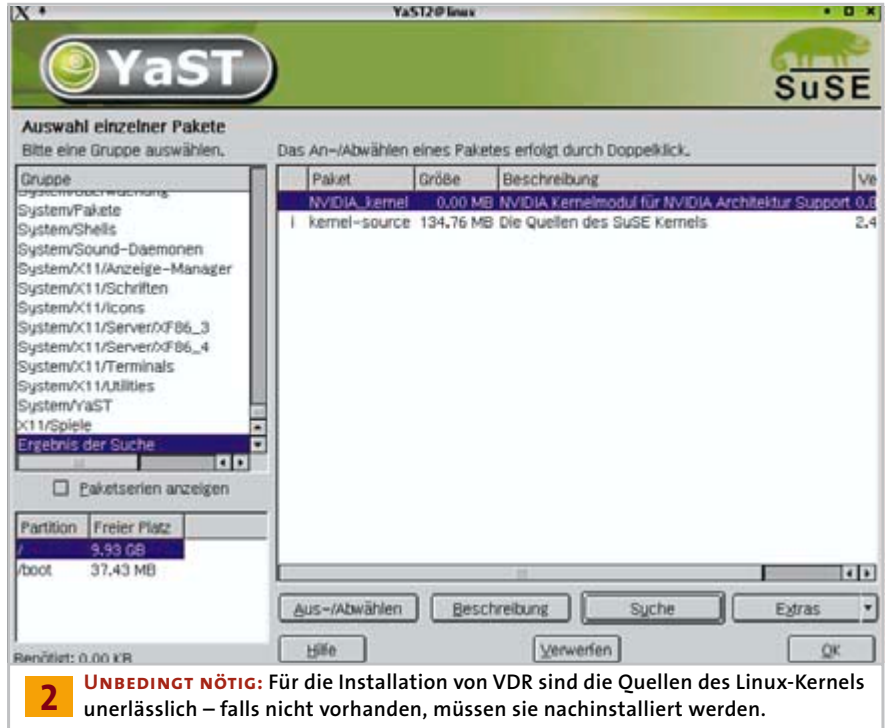 YaST2@linux
YaST
SuSE
Auswahl einzelner Pakete
Bitte eine Gruppe auswählen.
Das An-/Abwählen eines Paketes erfolgt durch Doppelklick.
Gruppe
System/Pakete
System/Shells
System/Sound-Daemonen
System/X11/Anzeige-Manager
System/X11/Schriften
System/X11/Icons
System/X11/Server/XF86_3
System/X11/Server/XF86_4
System/X11/Terminals
System/X11/Utilities
System/YaST
X11/Spiele
Ergebnis der Suche
Paketserien anzeigen
Partition Freier Platz
/ 9.93 GB
/boot 37.43 MB
Benötigt: 0.00 KB
Paket Größe Beschreibung Ve
NVIDIA_kernel 0.00 MB NVIDIA Kernelmodul für NVIDIA Architektur Support 0.8
i kernel-source 134.76 MB Die Quellen des SuSE Kernels 2.4
Aus-/Abwählen Beschreibung Suche Extras
Hilfe Verwerfen OK
2 UNBEDINGT NÖTIG: Für die Installation von VDR sind die Quellen des Linux-Kernels
unerlässlich – falls nicht vorhanden, müssen sie nachinstalliert werden.